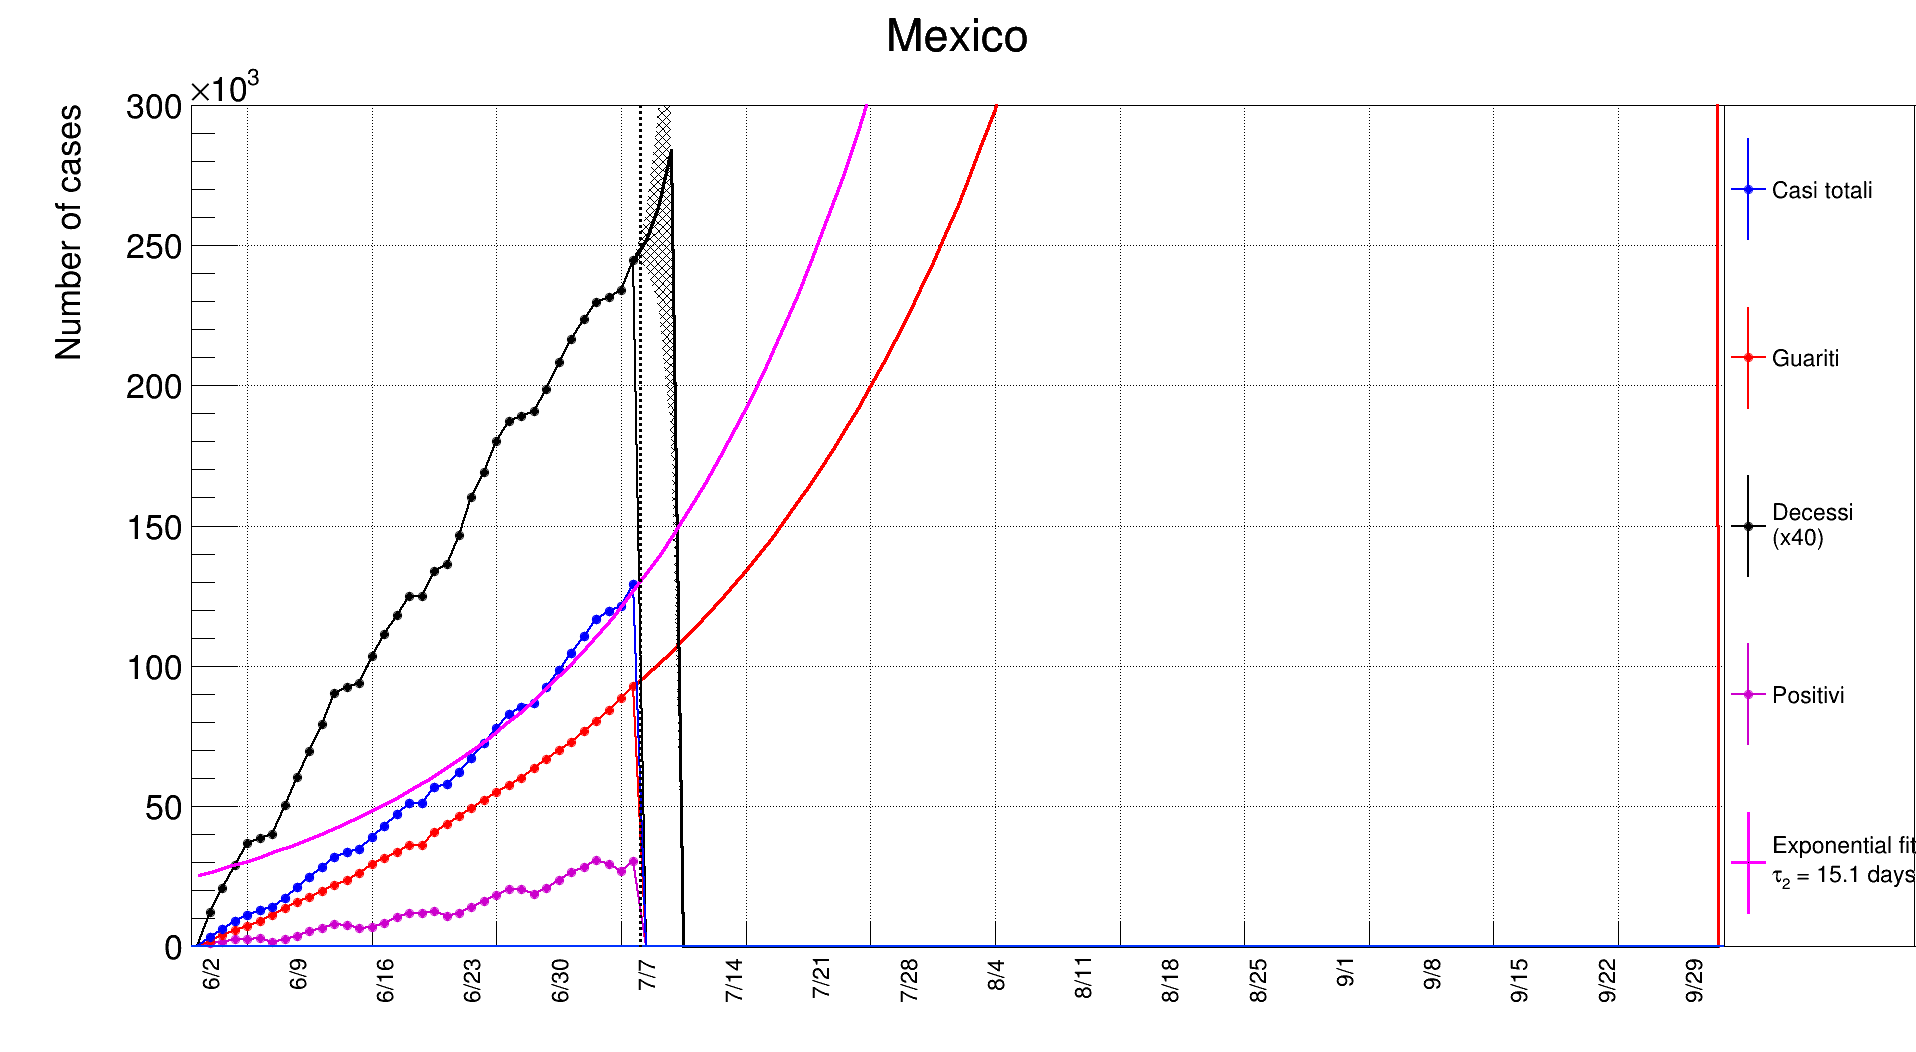 Mexico
×10³
Number of cases
300
250
200
150
100
50
0
6/2
6/9
6/16
6/23
6/30
7/7
7/14
7/21
7/28
8/4
8/11
8/18
8/25
9/1
9/8
9/15
9/22
9/29
Casi totali
Guariti
Decessi
(x40)
Positivi
Exponential fit
τ₂ = 15.1 days